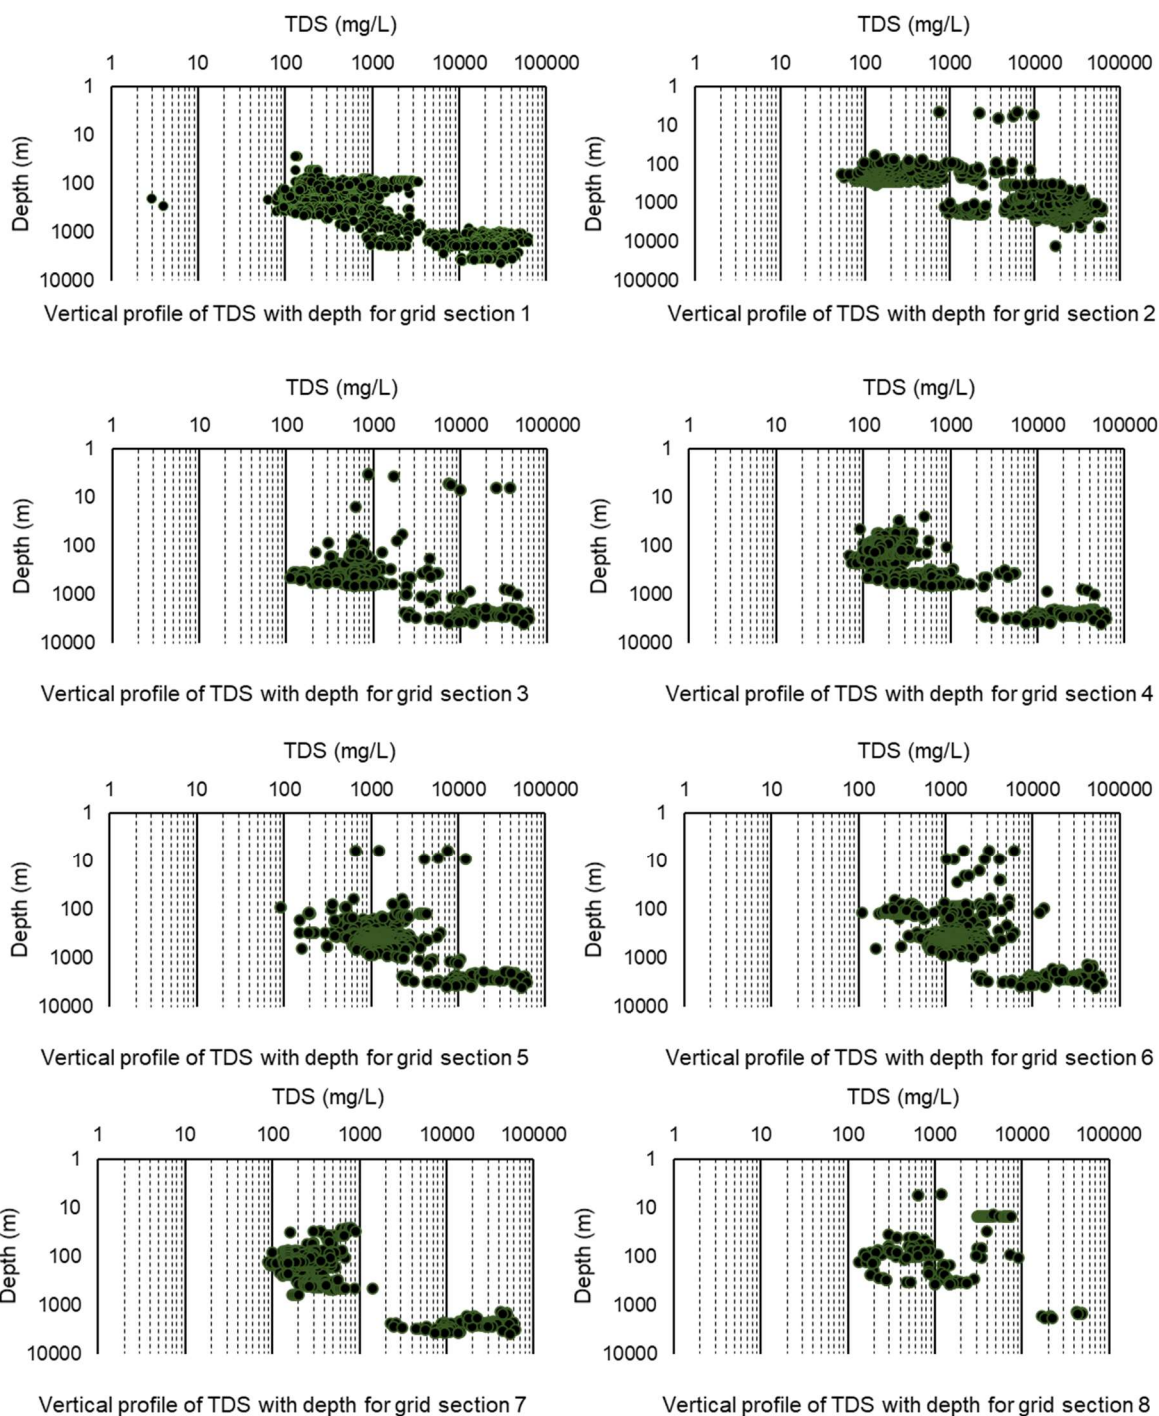 TDS (mg/L)
1 10 100 1000 10000 100000
1
10
100
1000
10000
Depth (m)
Vertical profile of TDS with depth for grid section 1
TDS (mg/L)
1 10 100 1000 10000 100000
1
10
100
1000
10000
100000
Depth (m)
Vertical profile of TDS with depth for grid section 2
TDS (mg/L)
1 10 100 1000 10000 100000
1
10
100
1000
10000
Depth (m)
Vertical profile of TDS with depth for grid section 3
TDS (mg/L)
1 10 100 1000 10000 100000
1
10
100
1000
10000
Depth (m)
Vertical profile of TDS with depth for grid section 4
TDS (mg/L)
1 10 100 1000 10000 100000
1
10
100
1000
10000
Depth (m)
Vertical profile of TDS with depth for grid section 5
TDS (mg/L)
1 10 100 1000 10000 100000
1
10
100
1000
10000
Depth (m)
Vertical profile of TDS with depth for grid section 6
TDS (mg/L)
1 10 100 1000 10000 100000
1
10
100
1000
10000
Depth (m)
Vertical profile of TDS with depth for grid section 7
TDS (mg/L)
1 10 100 1000 10000 100000
1
10
100
1000
10000
Depth (m)
Vertical profile of TDS with depth for grid section 8